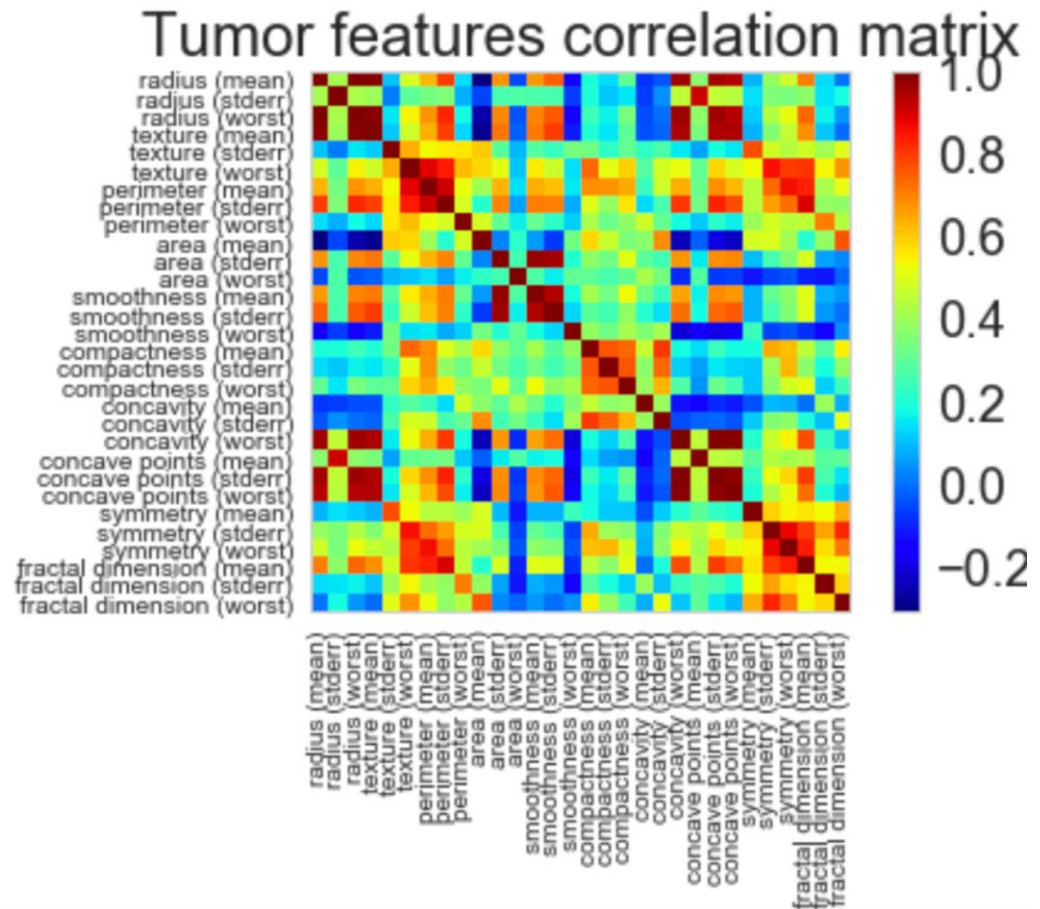 Tumor features correlation matrix
radius (mean)
radius (stderr)
radius (worst)
texture (mean)
texture (stderr)
texture (worst)
perimeter (mean)
perimeter (stderr)
perimeter (worst)
area (mean)
area (stderr)
area (worst)
smoothness (mean)
smoothness (stderr)
smoothness (worst)
compactness (mean)
compactness (stderr)
compactness (worst)
concavity (mean)
concavity (stderr)
concavity (worst)
concave points (mean)
concave points (stderr)
concave points (worst)
symmetry (mean)
symmetry (stderr)
symmetry (worst)
fractal dimension (mean)
fractal dimension (stderr)
fractal dimension (worst)
1.0
0.8
0.6
0.4
0.2
0.0
−0.2
radius (mean)
radius (stderr)
radius (worst)
texture (mean)
texture (stderr)
texture (worst)
perimeter (mean)
perimeter (stderr)
perimeter (worst)
area (mean)
area (stderr)
area (worst)
smoothness (mean)
smoothness (stderr)
smoothness (worst)
compactness (mean)
compactness (stderr)
compactness (worst)
concavity (mean)
concavity (stderr)
concavity (worst)
concave points (mean)
concave points (stderr)
concave points (worst)
symmetry (mean)
symmetry (stderr)
symmetry (worst)
fractal dimension (mean)
fractal dimension (stderr)
fractal dimension (worst)